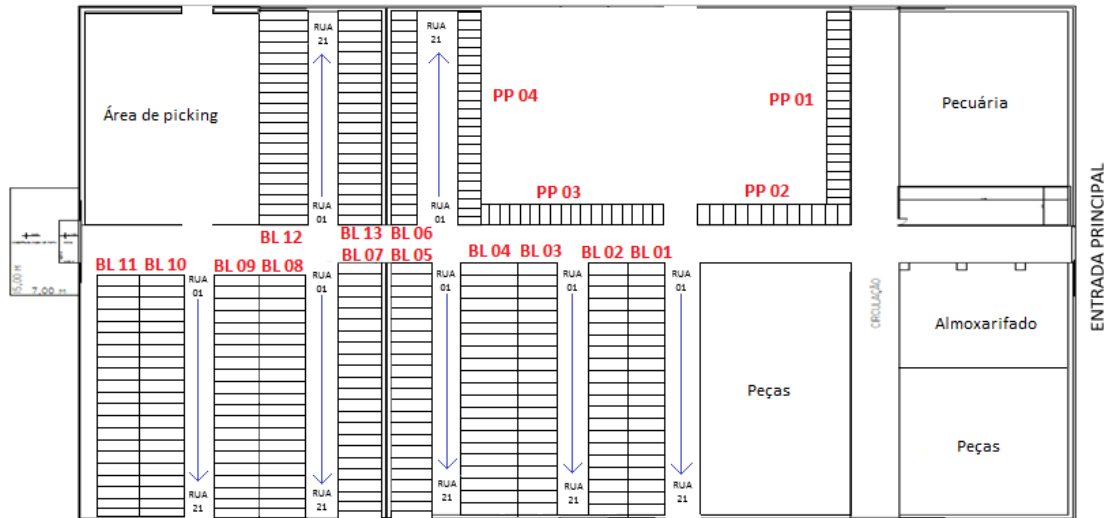 RUA
21
RUA
21
Área de picking
PP 04
PP 01
Pecuária
RUA
01
RUA
01
PP 03
PP 02
ENTRADA PRINCIPAL
BL 12
BL 13
BL 06
BL 11
BL 10
BL 09
BL 08
BL 07
BL 05
BL 04
BL 03
BL 02
BL 01
7,00 m
RUA
01
RUA
01
RUA
01
RUA
01
RUA
01
CIRCULAÇÃO
Almoxarifado
Peças
Peças
RUA
21
RUA
21
RUA
21
RUA
21
RUA
21